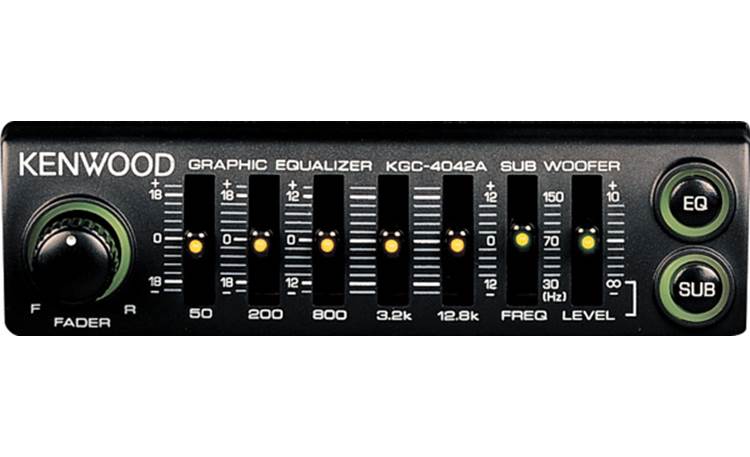 KENWOOD GRAPHIC EQUALIZER KGC-4042A SUB WOOFER
+ + + + +
18 18 12 12 150 10
EQ
0 0 0 0 70 0
18 18 12 12 30 ∞
- - - - (Hz) -
SUB
F R
FADER
50 200 800 3.2k 12.8k FREQ LEVEL